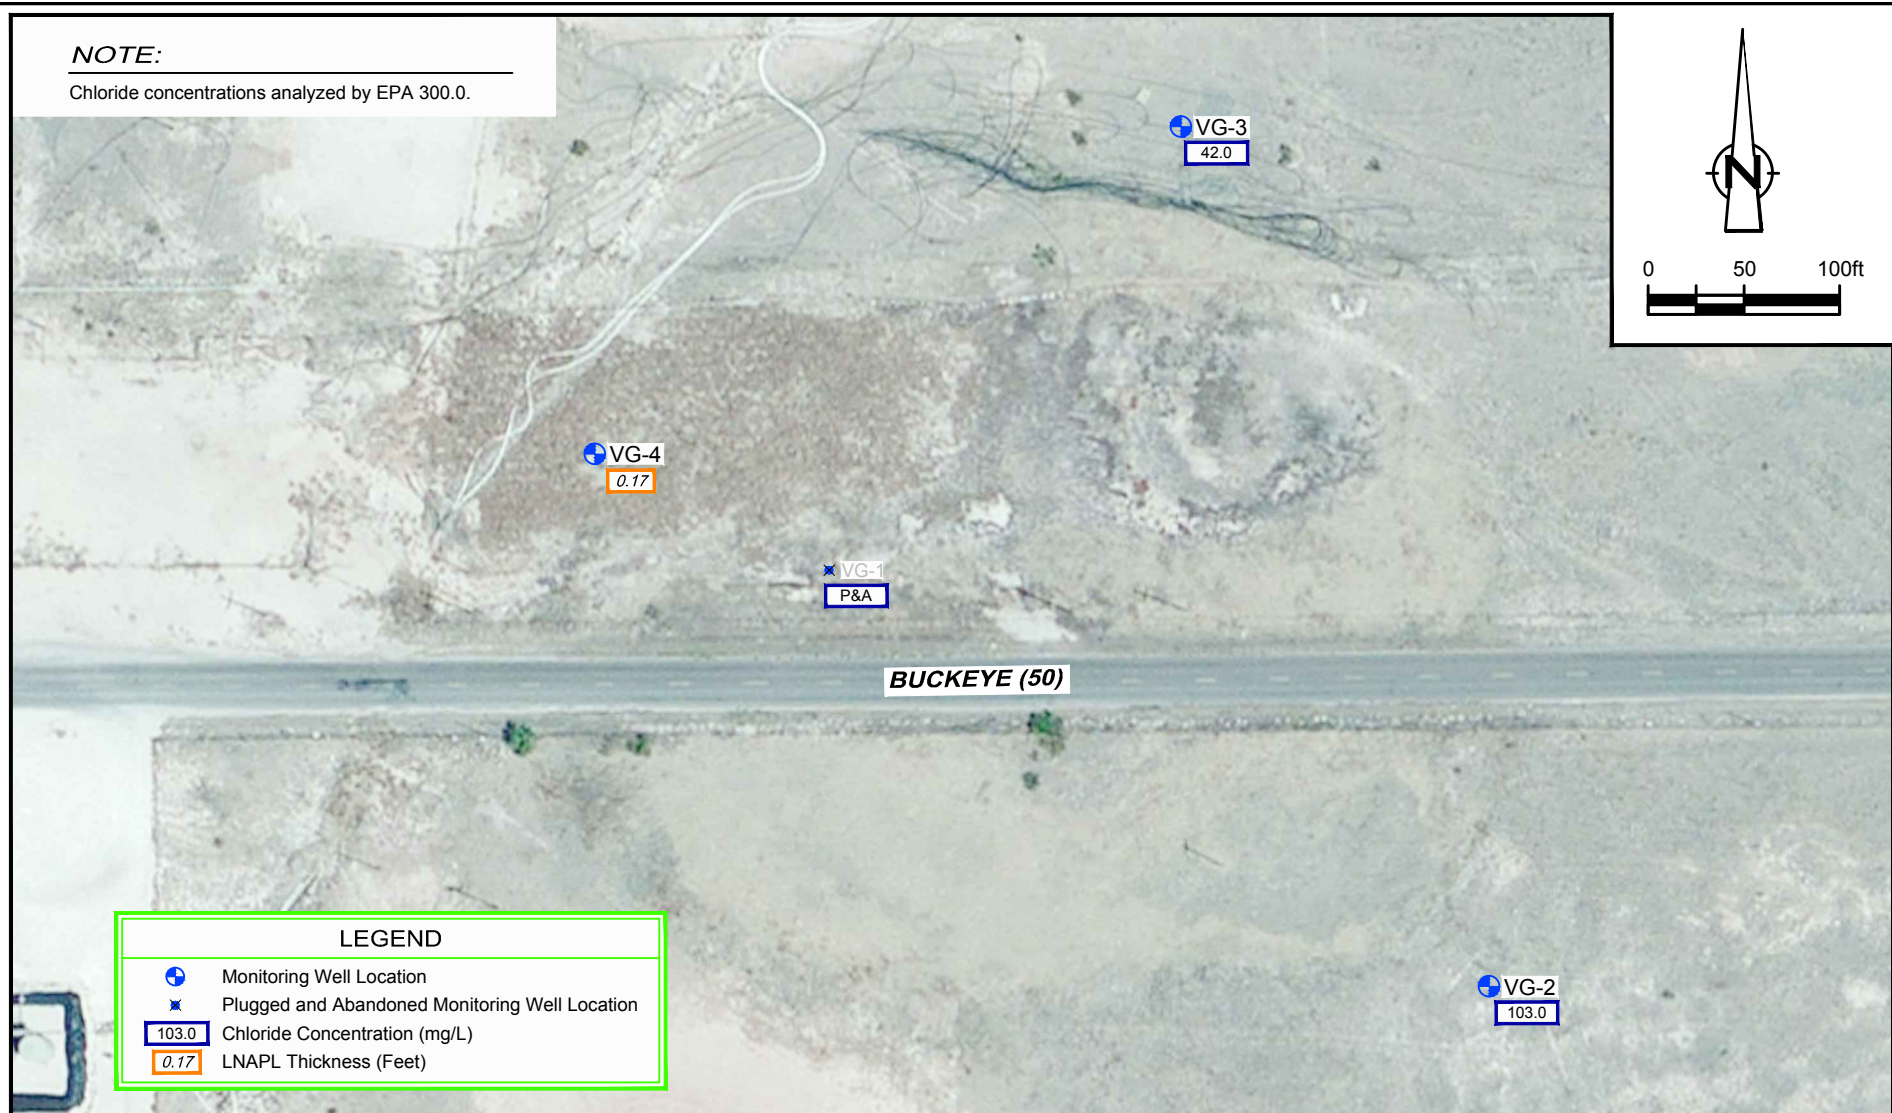 NOTE:
Chloride concentrations analyzed by EPA 300.0.
VG-3
42.0
N
0 50 100ft
VG-4
0.17
VG-1
P&A
BUCKEYE (50)
VG-2
103.0
LEGEND
Monitoring Well Location
Plugged and Abandoned Monitoring Well Location
103.0 Chloride Concentration (mg/L)
0.17 LNAPL Thickness (Feet)